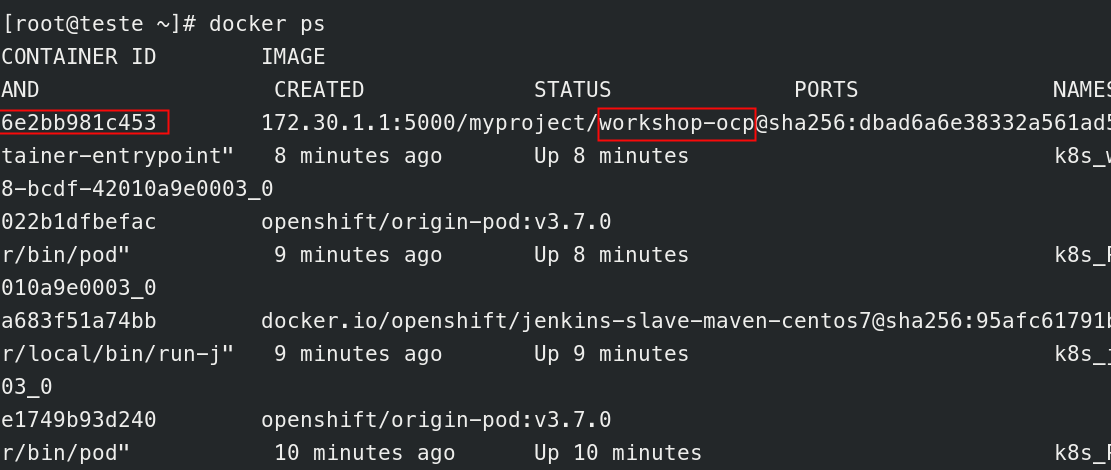 [root@teste ~]# docker ps
CONTAINER ID        IMAGE
AND                  CREATED             STATUS              PORTS               NAMES
6e2bb981c453        172.30.1.1:5000/myproject/workshop-ocp@sha256:dbad6a6e38332a561ad5
tainer-entrypoint"   8 minutes ago       Up 8 minutes                            k8s_w
8-bcdf-42010a9e0003_0
022b1dfbefac        openshift/origin-pod:v3.7.0
r/bin/pod"           9 minutes ago       Up 8 minutes                            k8s_P
010a9e0003_0
a683f51a74bb        docker.io/openshift/jenkins-slave-maven-centos7@sha256:95afc61791b
r/local/bin/run-j"   9 minutes ago       Up 9 minutes                            k8s_j
03_0
e1749b93d240        openshift/origin-pod:v3.7.0
r/bin/pod"           10 minutes ago      Up 10 minutes                           k8s_P